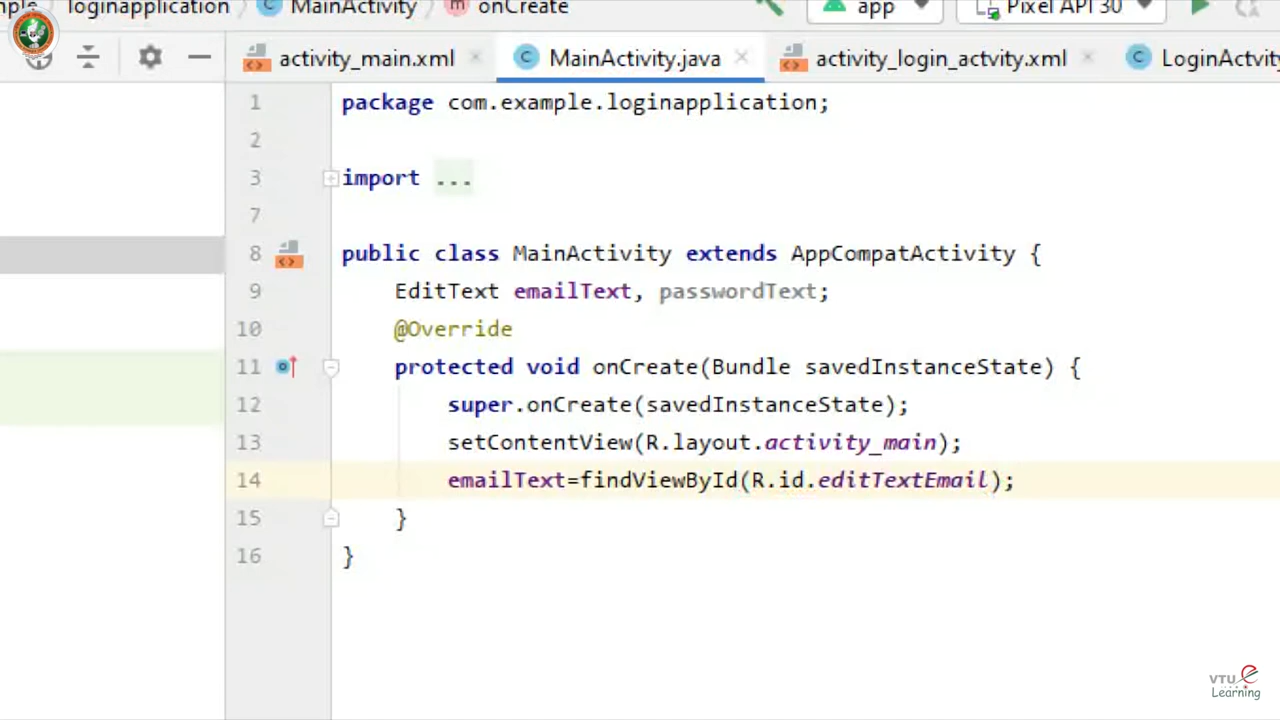 loginapplication MainActivity onCreate app Pixel API 30
activity_main.xml MainActivity.java activity_login_actvity.xml LoginActvity
1 package com.example.loginapplication;
2
3 import ...
7
8 public class MainActivity extends AppCompatActivity {
9 EditText emailText, passwordText;
10 @Override
11 protected void onCreate(Bundle savedInstanceState) {
12 super.onCreate(savedInstanceState);
13 setContentView(R.layout.activity_main);
14 emailText=findViewById(R.id.editTextEmail);
15 }
16 }
VTU e
Learning